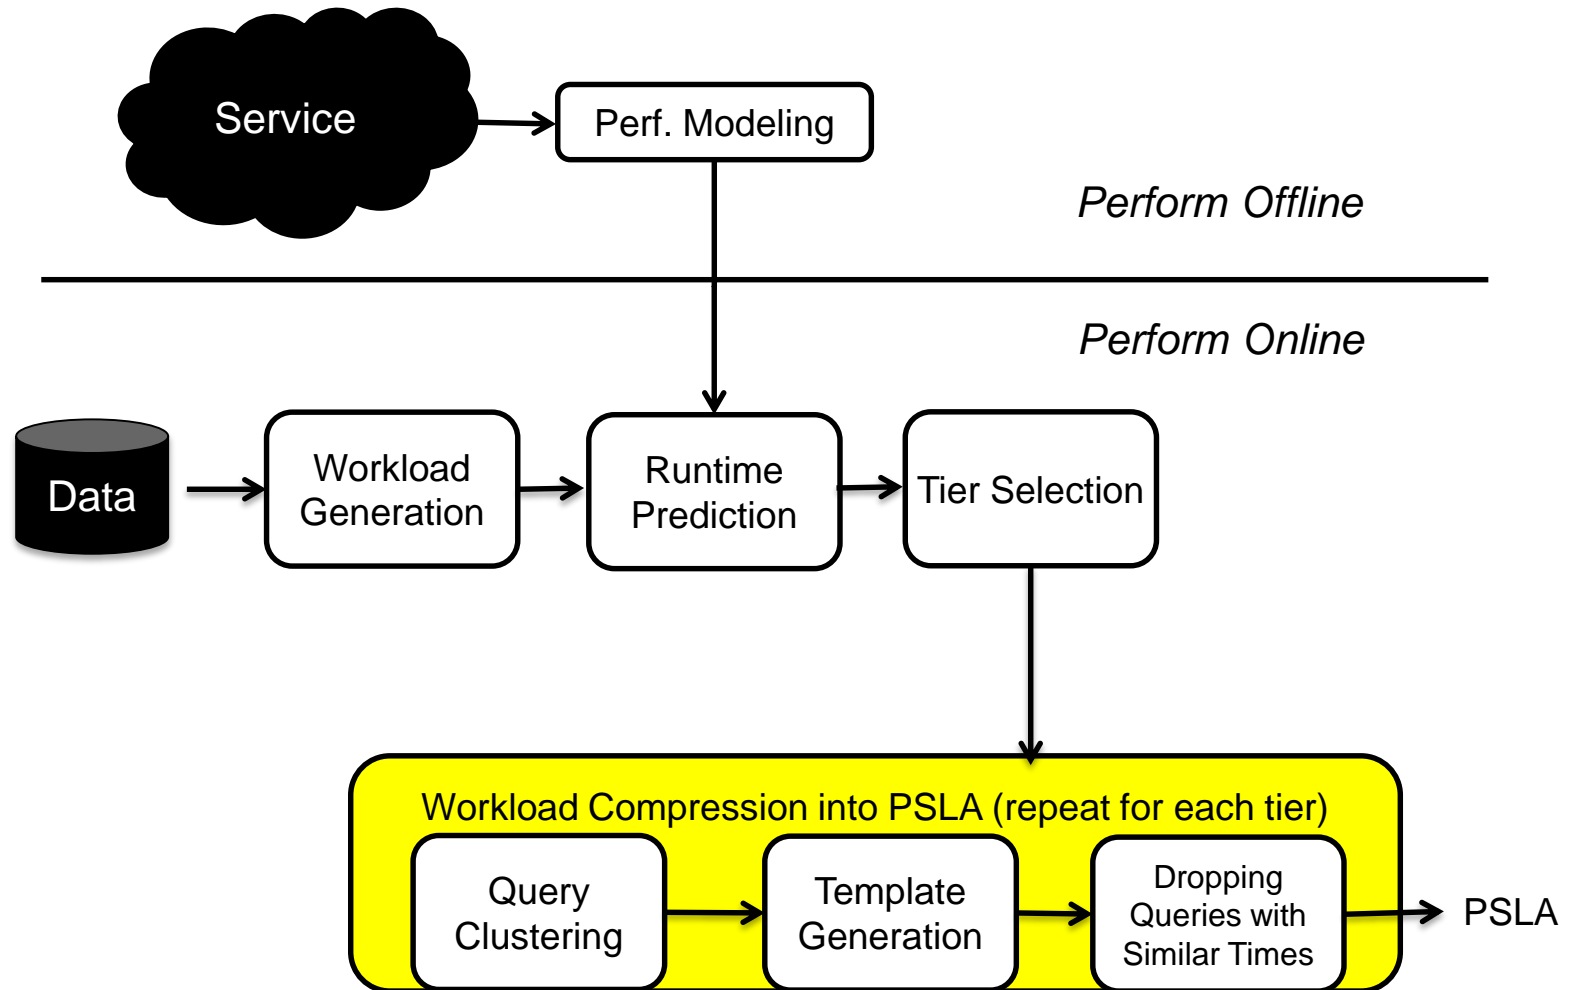 Service
Perf. Modeling
Perform Offline
Perform Online
Data
Workload
Generation
Runtime
Prediction
Tier Selection
Workload Compression into PSLA (repeat for each tier)
Query
Clustering
Template
Generation
Dropping
Queries with
Similar Times
PSLA